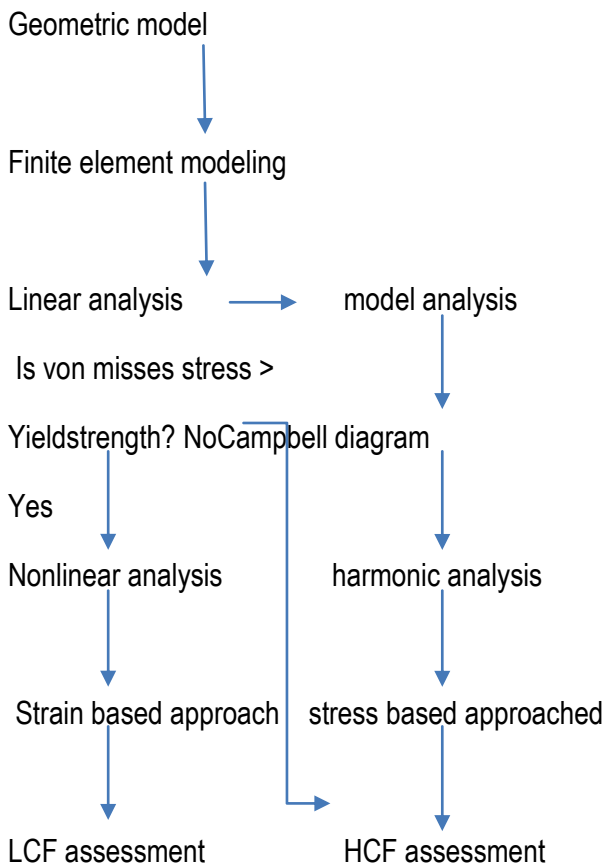 Geometric model
Finite element modeling
Linear analysis model analysis
Is von misses stress >
Yieldstrength? NoCampbell diagram
Yes
Nonlinear analysis harmonic analysis
Strain based approach stress based approached
LCF assessment HCF assessment